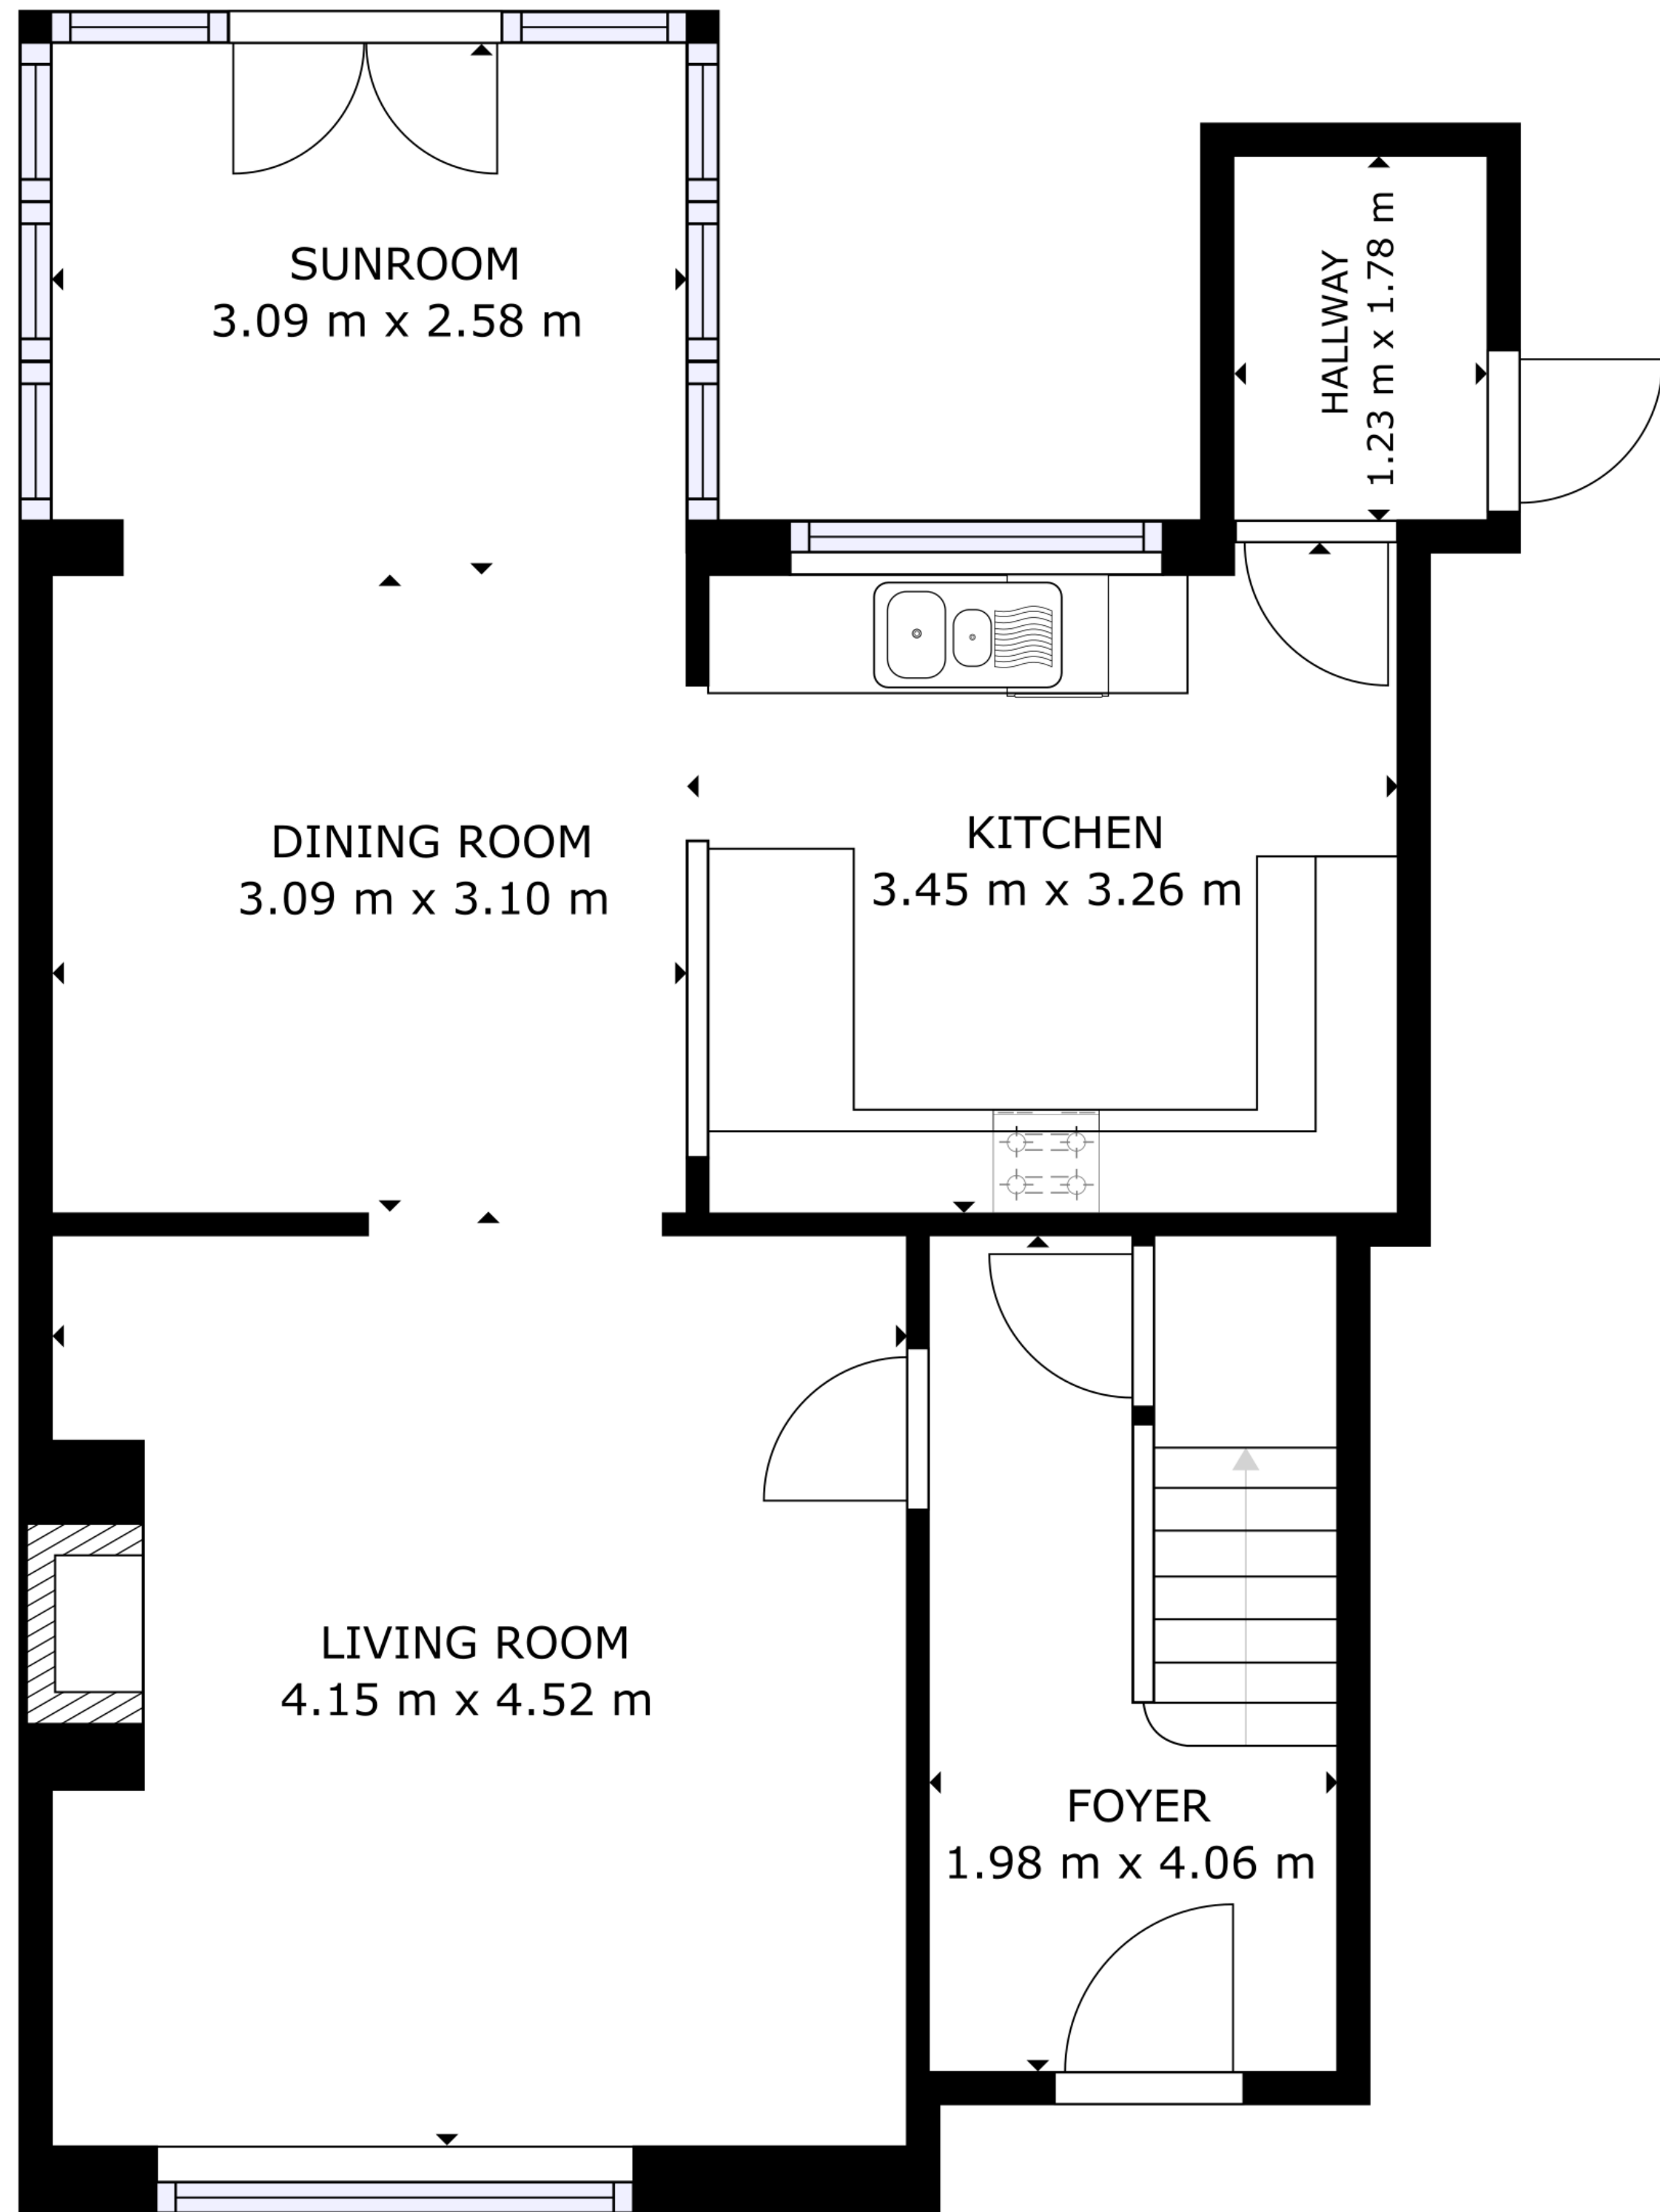 SUNROOM
3.09 m x 2.58 m
HALLWAY
1.23 m x 1.78 m
DINING ROOM
3.09 m x 3.10 m
KITCHEN
3.45 m x 3.26 m
LIVING ROOM
4.15 m x 4.52 m
FOYER
1.98 m x 4.06 m